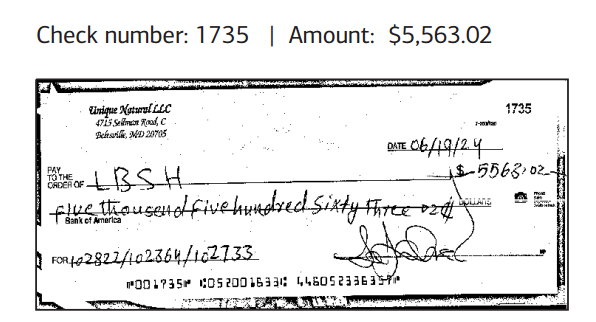 Check number: 1735 | Amount: $5,563.02
Unique Natural LLC
1735
4715 Sellman Road, C
Beltsville, MD 20705
DATE 06/19/24
PAY
TO THE
ORDER OF LBSH
$ 5563.02
five thousend five hundred Sixty Three 02¢ DOLLARS
Bank of America
FOR 102822/102364/102733
⑈001735⑈ ⑆052001633⑆ 446052336357⑈